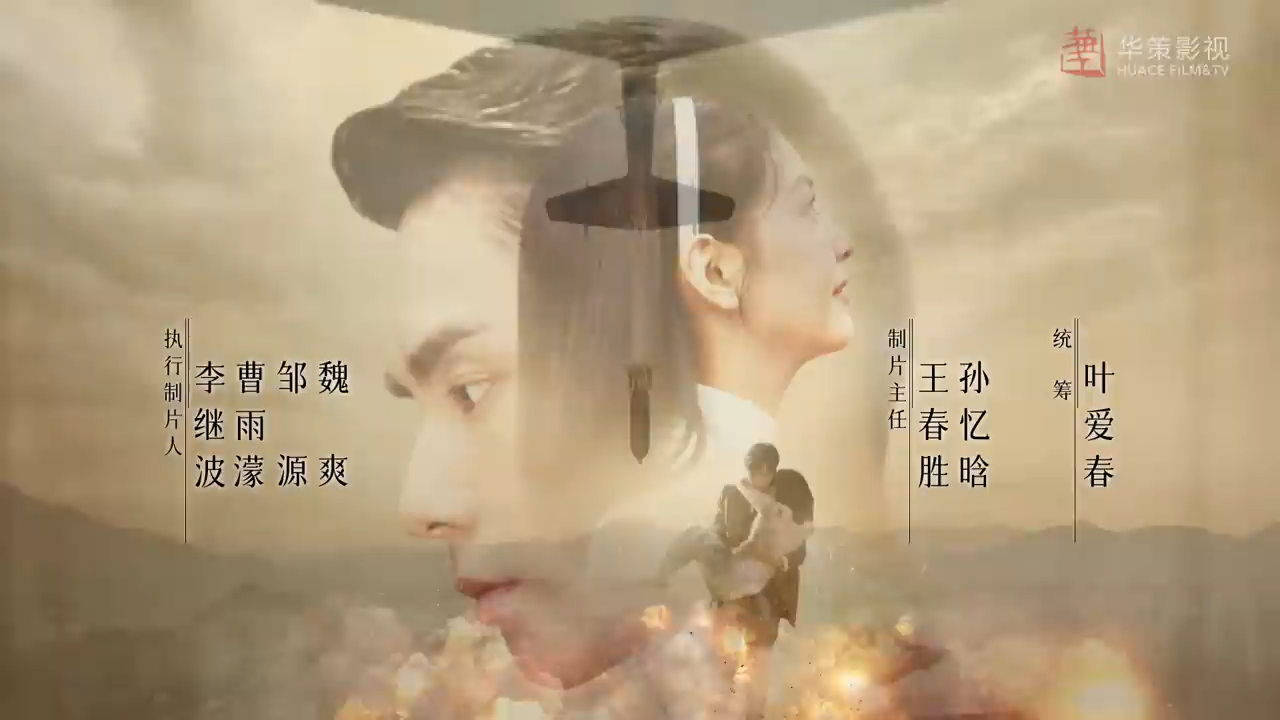 華
华策影视
HUACE FILM&TV
执行制片人
李继波
曹雨濛
邹源
魏爽
制片主任
王春胜
孙忆晗
统筹
叶爱春